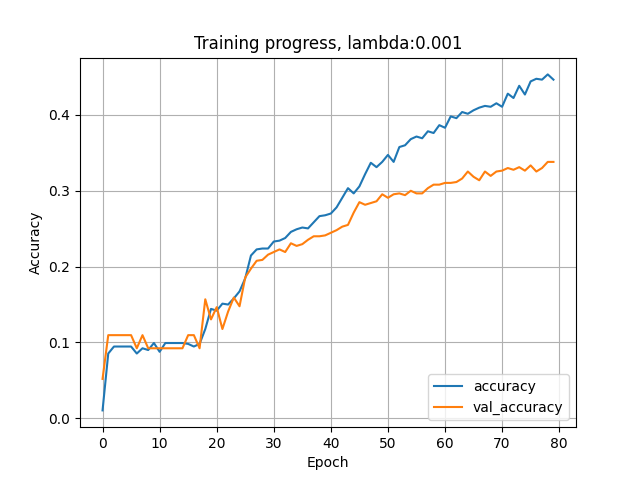 Training progress, lambda:0.001
Accuracy
0.4
0.3
0.2
0.1
0.0
0 10 20 30 40 50 60 70 80
Epoch
accuracy
val_accuracy